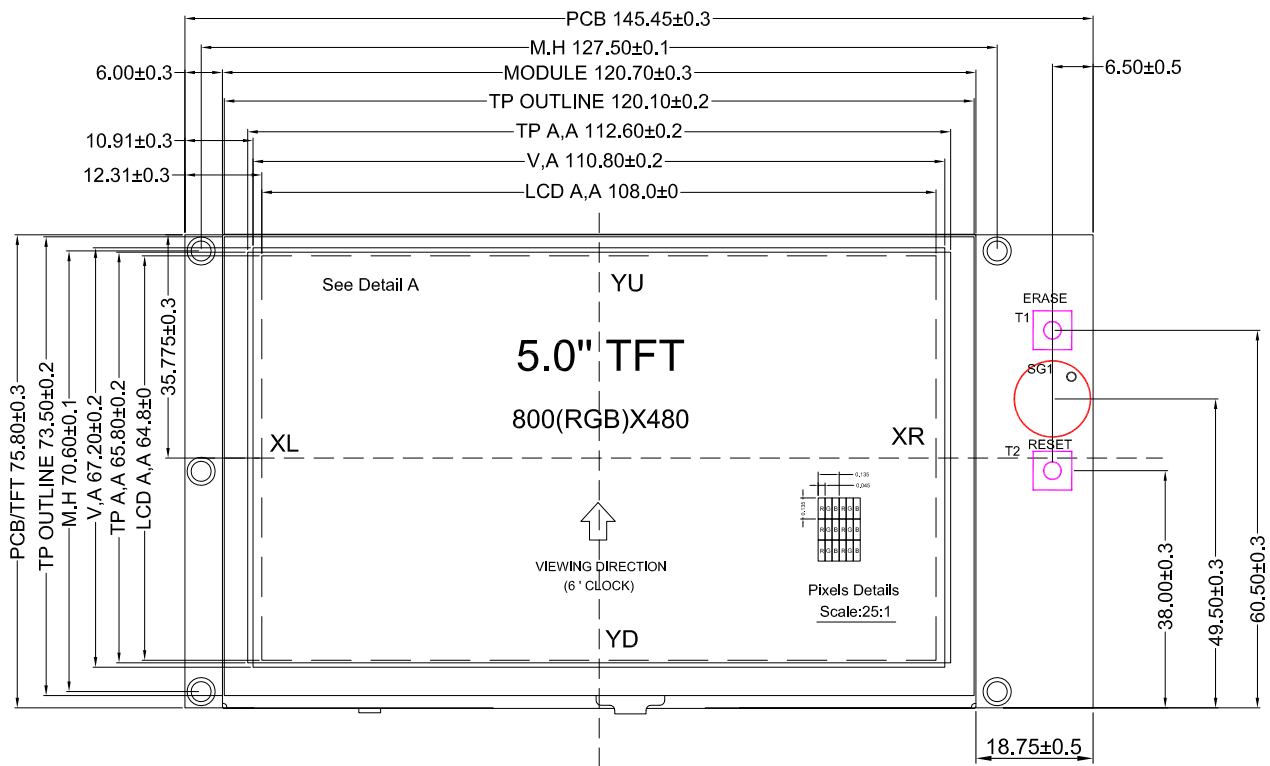 PCB 145.45±0.3
M.H 127.50±0.1
6.00±0.3
MODULE 120.70±0.3
6.50±0.5
TP OUTLINE 120.10±0.2
TP A,A 112.60±0.2
10.91±0.3
V,A 110.80±0.2
12.31±0.3
LCD A,A 108.0±0
PCB/TFT 75.80±0.3
TP OUTLINE 73.50±0.2
M.H 70.60±0.1
V,A 67.20±0.2
TP A,A 65.80±0.2
LCD A,A 64.8±0
35.775±0.3
See Detail A
YU
ERASE
T1
5.0" TFT
SG1
800(RGB)X480
XL
XR
T2 RESET
0.135
0.045
0.135
R G B R G B
R G B R G B
R G B R G B
VIEWING DIRECTION
(6 ' CLOCK)
Pixels Details
Scale:25:1
YD
38.00±0.3
49.50±0.3
60.50±0.3
18.75±0.5